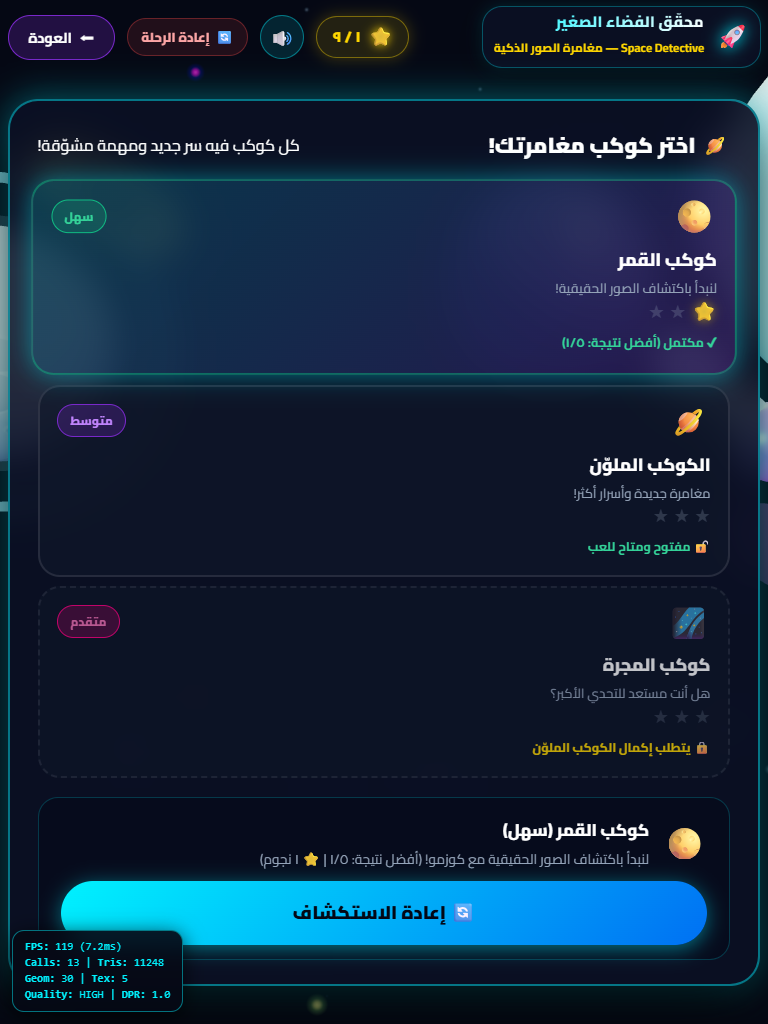 محقّق الفضاء الصغير
Space Detective — مغامرة الصور الذكية
٩ / ١
إعادة الرحلة
العودة
اختر كوكب مغامرتك!
كل كوكب فيه سر جديد ومهمة مشوّقة!
سهل
كوكب القمر
لنبدأ باكتشاف الصور الحقيقية!
✓ مكتمل (أفضل نتيجة: ١/٥)
متوسط
الكوكب الملوّن
مغامرة جديدة وأسرار أكثر!
مفتوح ومتاح للعب
متقدم
كوكب المجرة
هل أنت مستعد للتحدي الأكبر؟
يتطلب إكمال الكوكب الملوّن
كوكب القمر (سهل)
لنبدأ باكتشاف الصور الحقيقية مع كوزمو! (أفضل نتيجة: ١/٥ | ⭐ ١ نجوم)
إعادة الاستكشاف
FPS: 119 (7.2ms)
Calls: 13 | Tris: 11248
Geom: 30 | Tex: 5
Quality: HIGH | DPR: 1.0